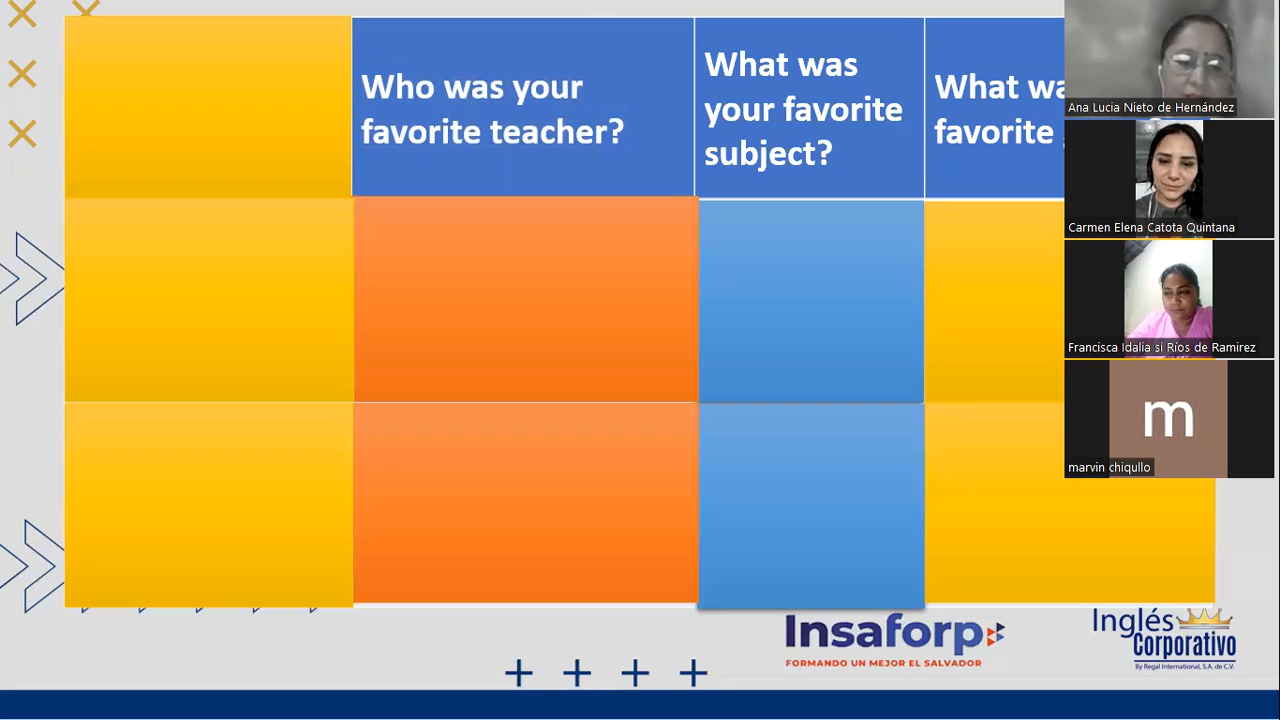 Who was your
favorite teacher?
What was
your favorite
subject?
What wa
favorite
Ana Lucia Nieto de Hernández
Carmen Elena Catota Quintana
Francisca Idalia si Ríos de Ramirez
m
marvin chiqullo
Insaforp
FORMANDO UN MEJOR EL SALVADOR
Inglés
Corporativo
By Regal International, S.A. de C.V.